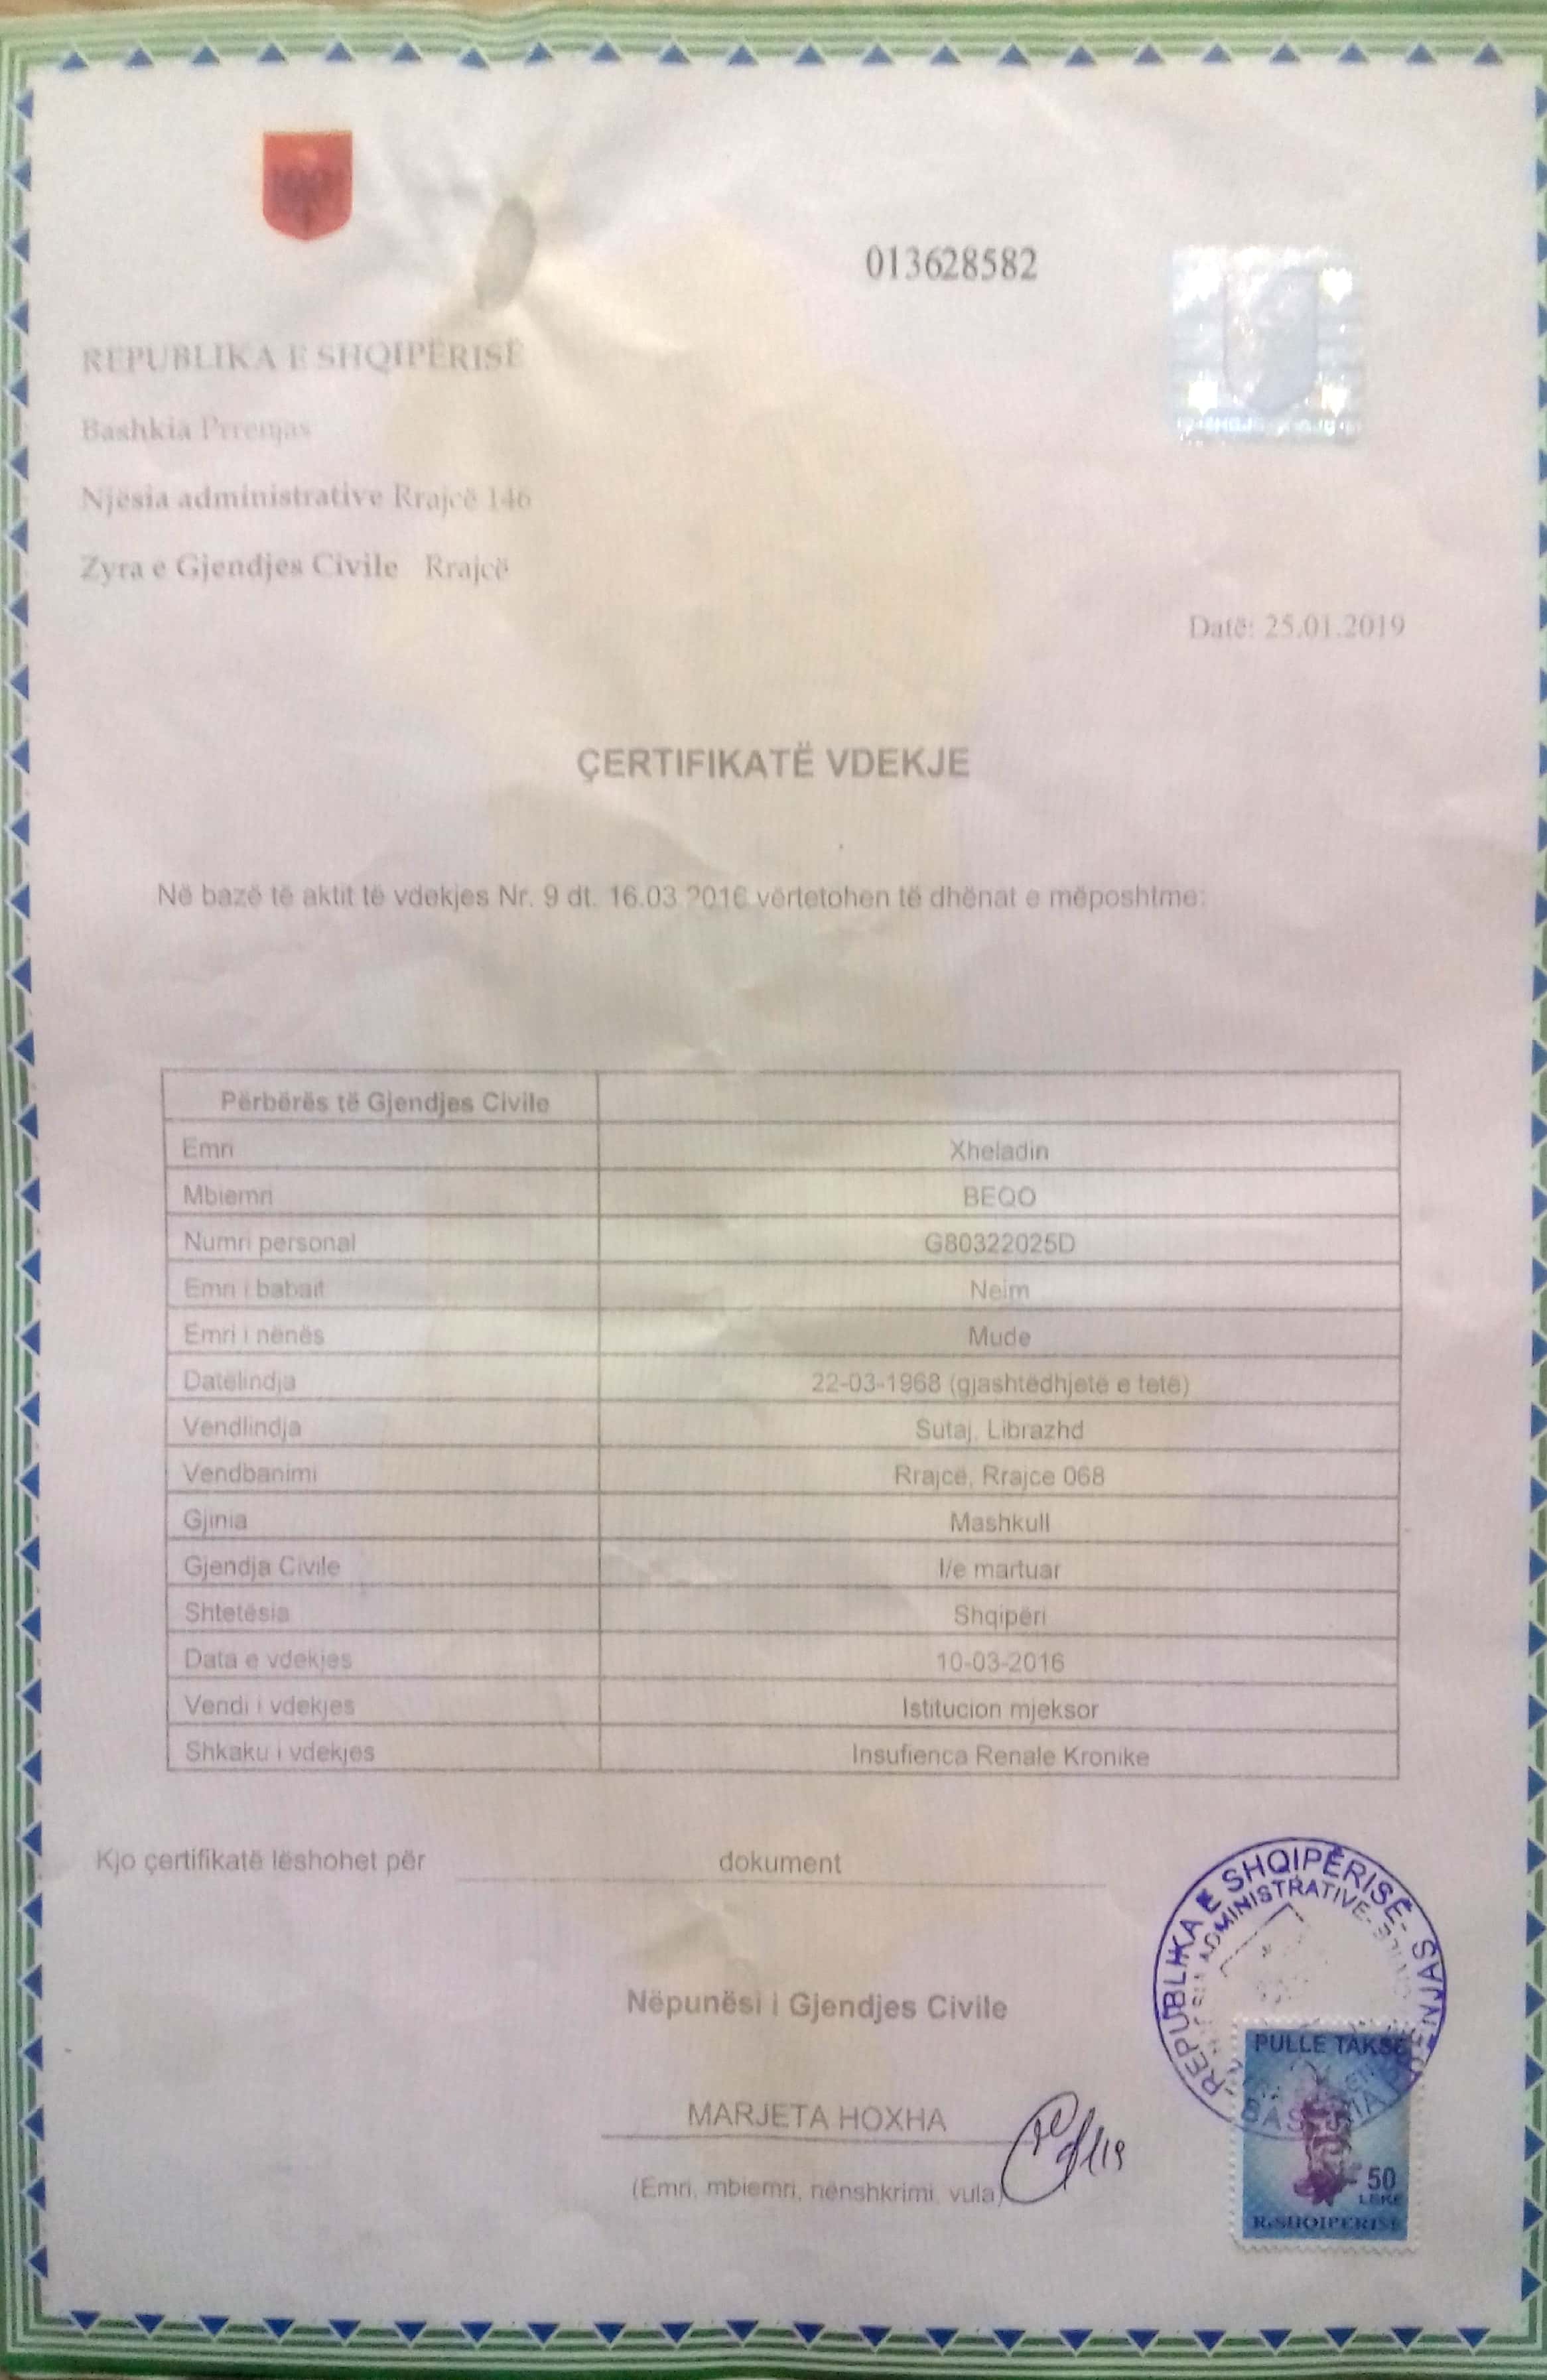 013628582
REPUBLIKA E SHQIPËRISË
Bashkia Prrenjas
Njësia administrative Rrajcë 146
Zyra e Gjendjes Civile Rrajcë
Datë: 25.01.2019
ÇERTIFIKATË VDEKJE
Në bazë të aktit të vdekjes Nr. 9 dt. 16.03.2016 vërtetohen të dhënat e mëposhtme:
Përbërës të Gjendjes Civile
Emri Xheladin
Mbiemri BEQO
Numri personal G80322025D
Emri i babait Neim
Emri i nënës Mude
Datëlindja 22-03-1968 (gjashtëdhjetë e tetë)
Vendlindja Sutaj, Librazhd
Vendbanimi Rrajcë, Rrajce 068
Gjinia Mashkull
Gjendja Civile I/e martuar
Shtetësia Shqipëri
Data e vdekjes 10-03-2016
Vendi i vdekjes Istitucion mjeksor
Shkaku i vdekjes Insufienca Renale Kronike
Kjo çertifikatë lëshohet për dokument
REPUBLIKA E SHQIPËRISË-
ADMINISTRATIVE-
Nëpunësi i Gjendjes Civile
PULLË TAKSE
MARJETA HOXHA
(Emri, mbiemri, nënshkrimi, vula)
50
LEKË
R.SHQIPERISË